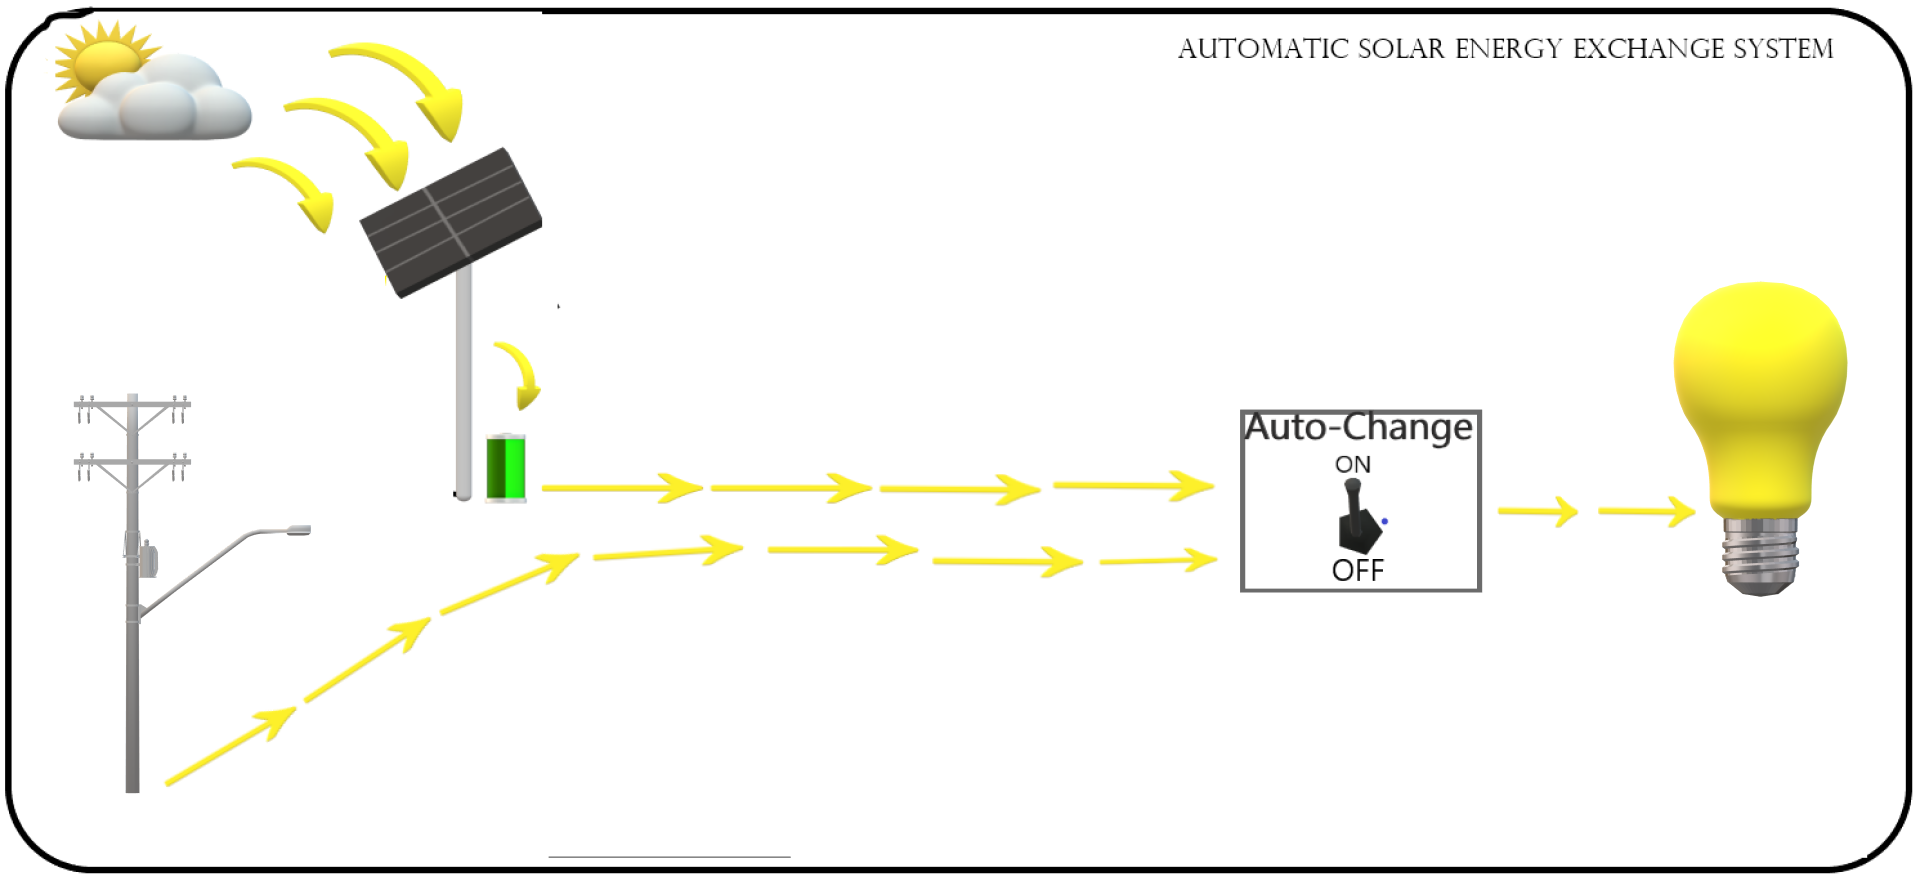 AUTOMATIC SOLAR ENERGY EXCHANGE SYSTEM
Auto-Change
ON
OFF